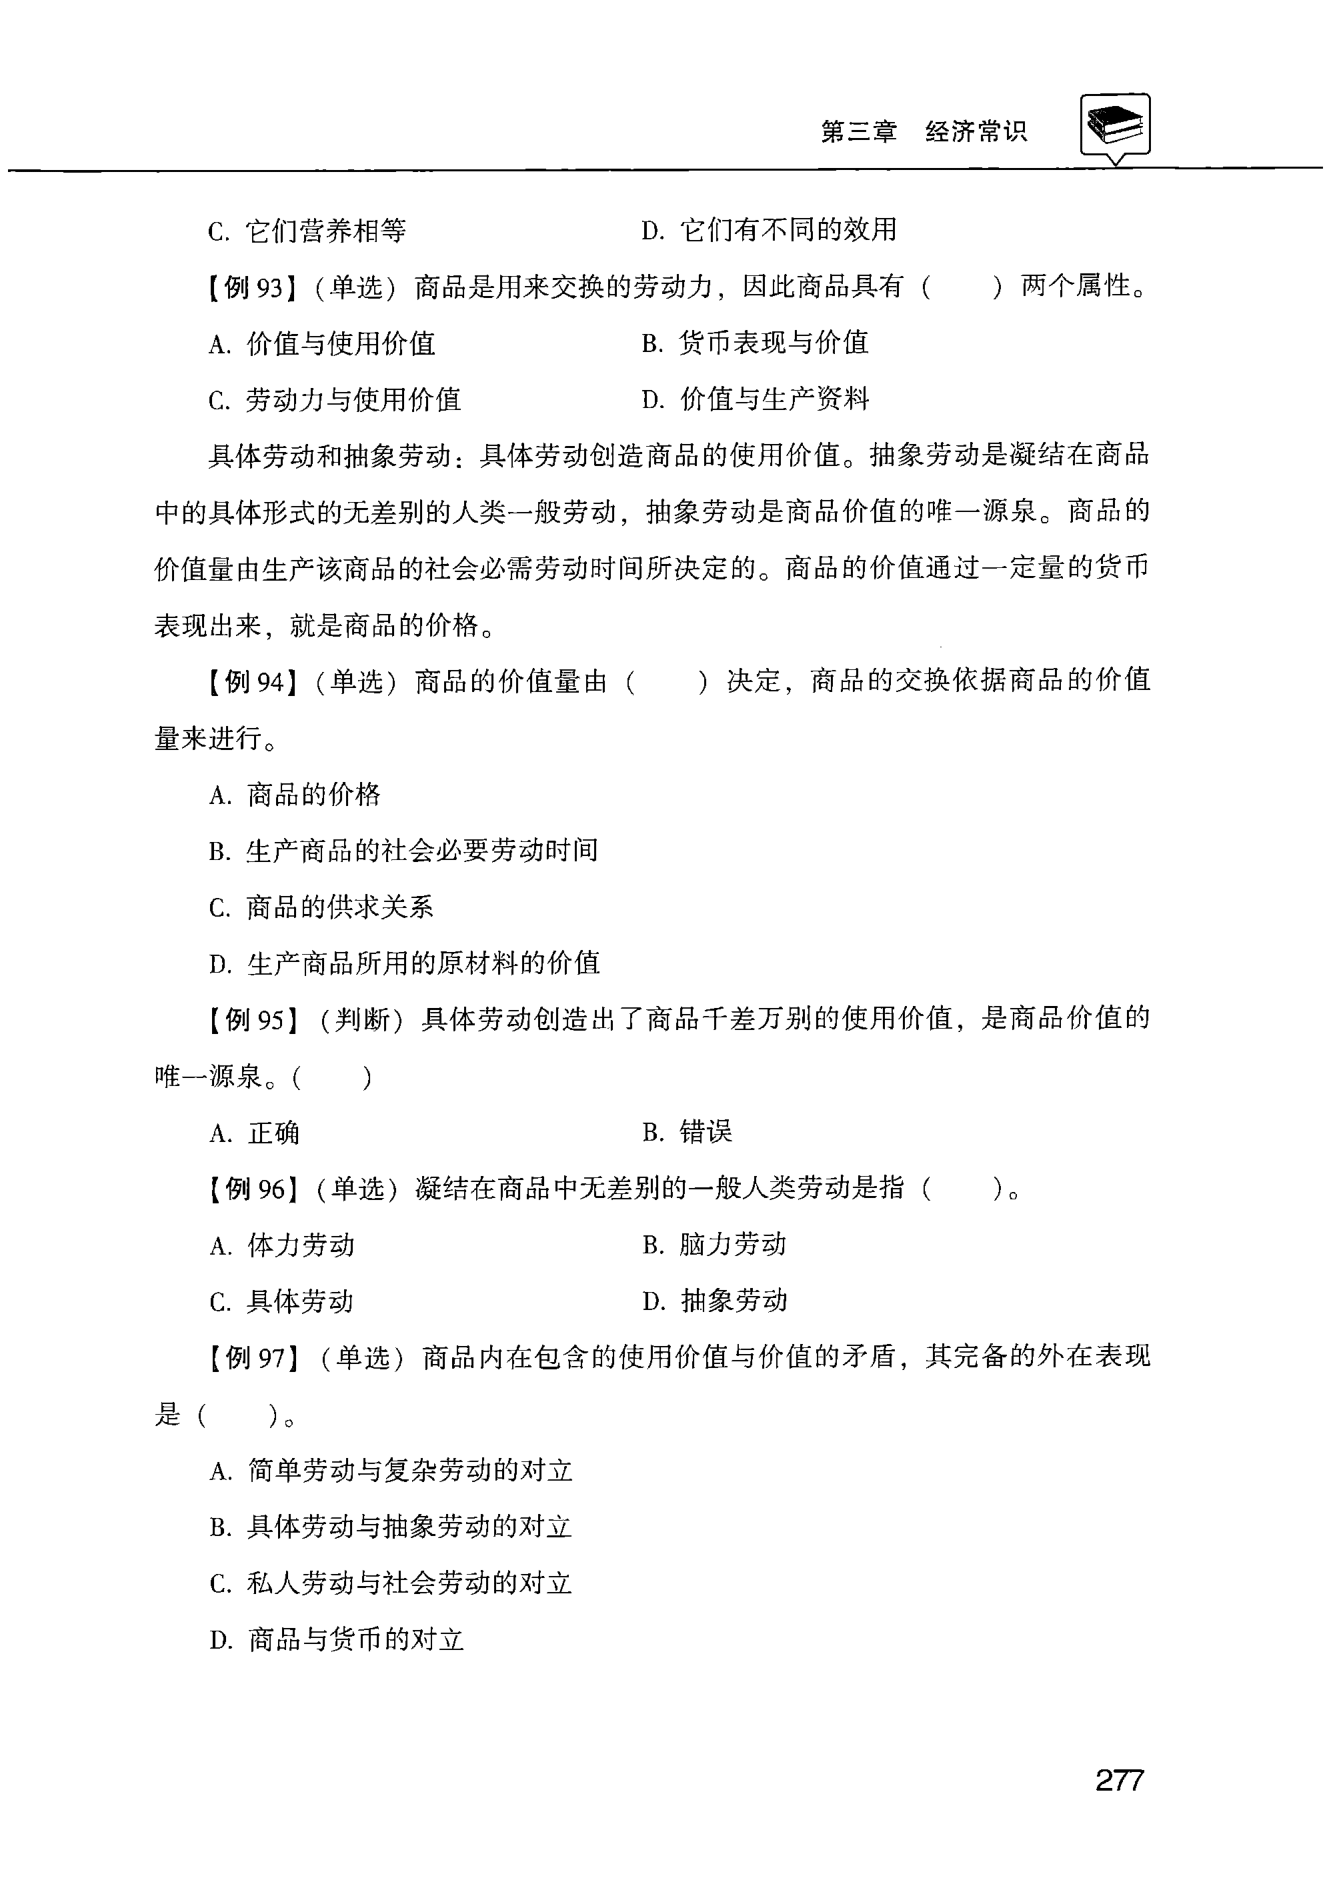 第三章 经济常识
C. 它们营养相等 D. 它们有不同的效用
【例 93】(单选) 商品是用来交换的劳动力，因此商品具有 ( ) 两个属性。
A. 价值与使用价值 B. 货币表现与价值
C. 劳动力与使用价值 D. 价值与生产资料
具体劳动和抽象劳动：具体劳动创造商品的使用价值。抽象劳动是凝结在商品
中的具体形式的无差别的人类一般劳动，抽象劳动是商品价值的唯一源泉。商品的
价值量由生产该商品的社会必需劳动时间所决定的。商品的价值通过一定量的货币
表现出来，就是商品的价格。
【例 94】(单选) 商品的价值量由 ( ) 决定，商品的交换依据商品的价值
量来进行。
A. 商品的价格
B. 生产商品的社会必要劳动时间
C. 商品的供求关系
D. 生产商品所用的原材料的价值
【例 95】(判断) 具体劳动创造出了商品千差万别的使用价值，是商品价值的
唯一源泉。( )
A. 正确 B. 错误
【例 96】(单选) 凝结在商品中无差别的一般人类劳动是指 ( )。
A. 体力劳动 B. 脑力劳动
C. 具体劳动 D. 抽象劳动
【例 97】(单选) 商品内在包含的使用价值与价值的矛盾，其完备的外在表现
是 ( )。
A. 简单劳动与复杂劳动的对立
B. 具体劳动与抽象劳动的对立
C. 私人劳动与社会劳动的对立
D. 商品与货币的对立
277